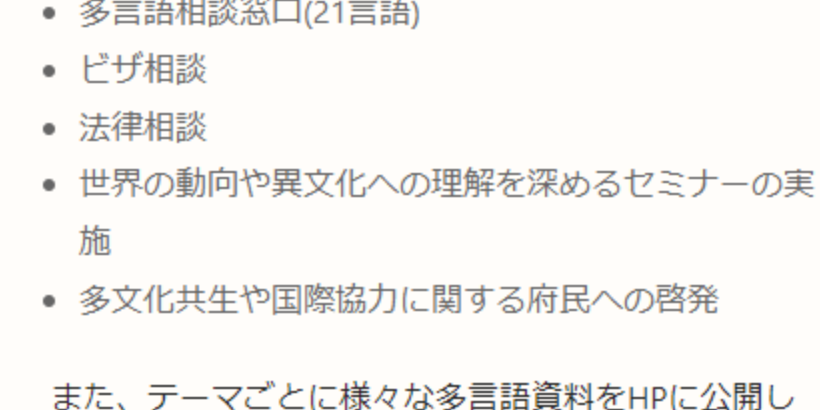 • 多言語相談窓口(21言語)
• ビザ相談
• 法律相談
• 世界の動向や異文化への理解を深めるセミナーの実
施
• 多文化共生や国際協力に関する府民への啓発
また、テーマごとに様々な多言語資料をHPに公開し